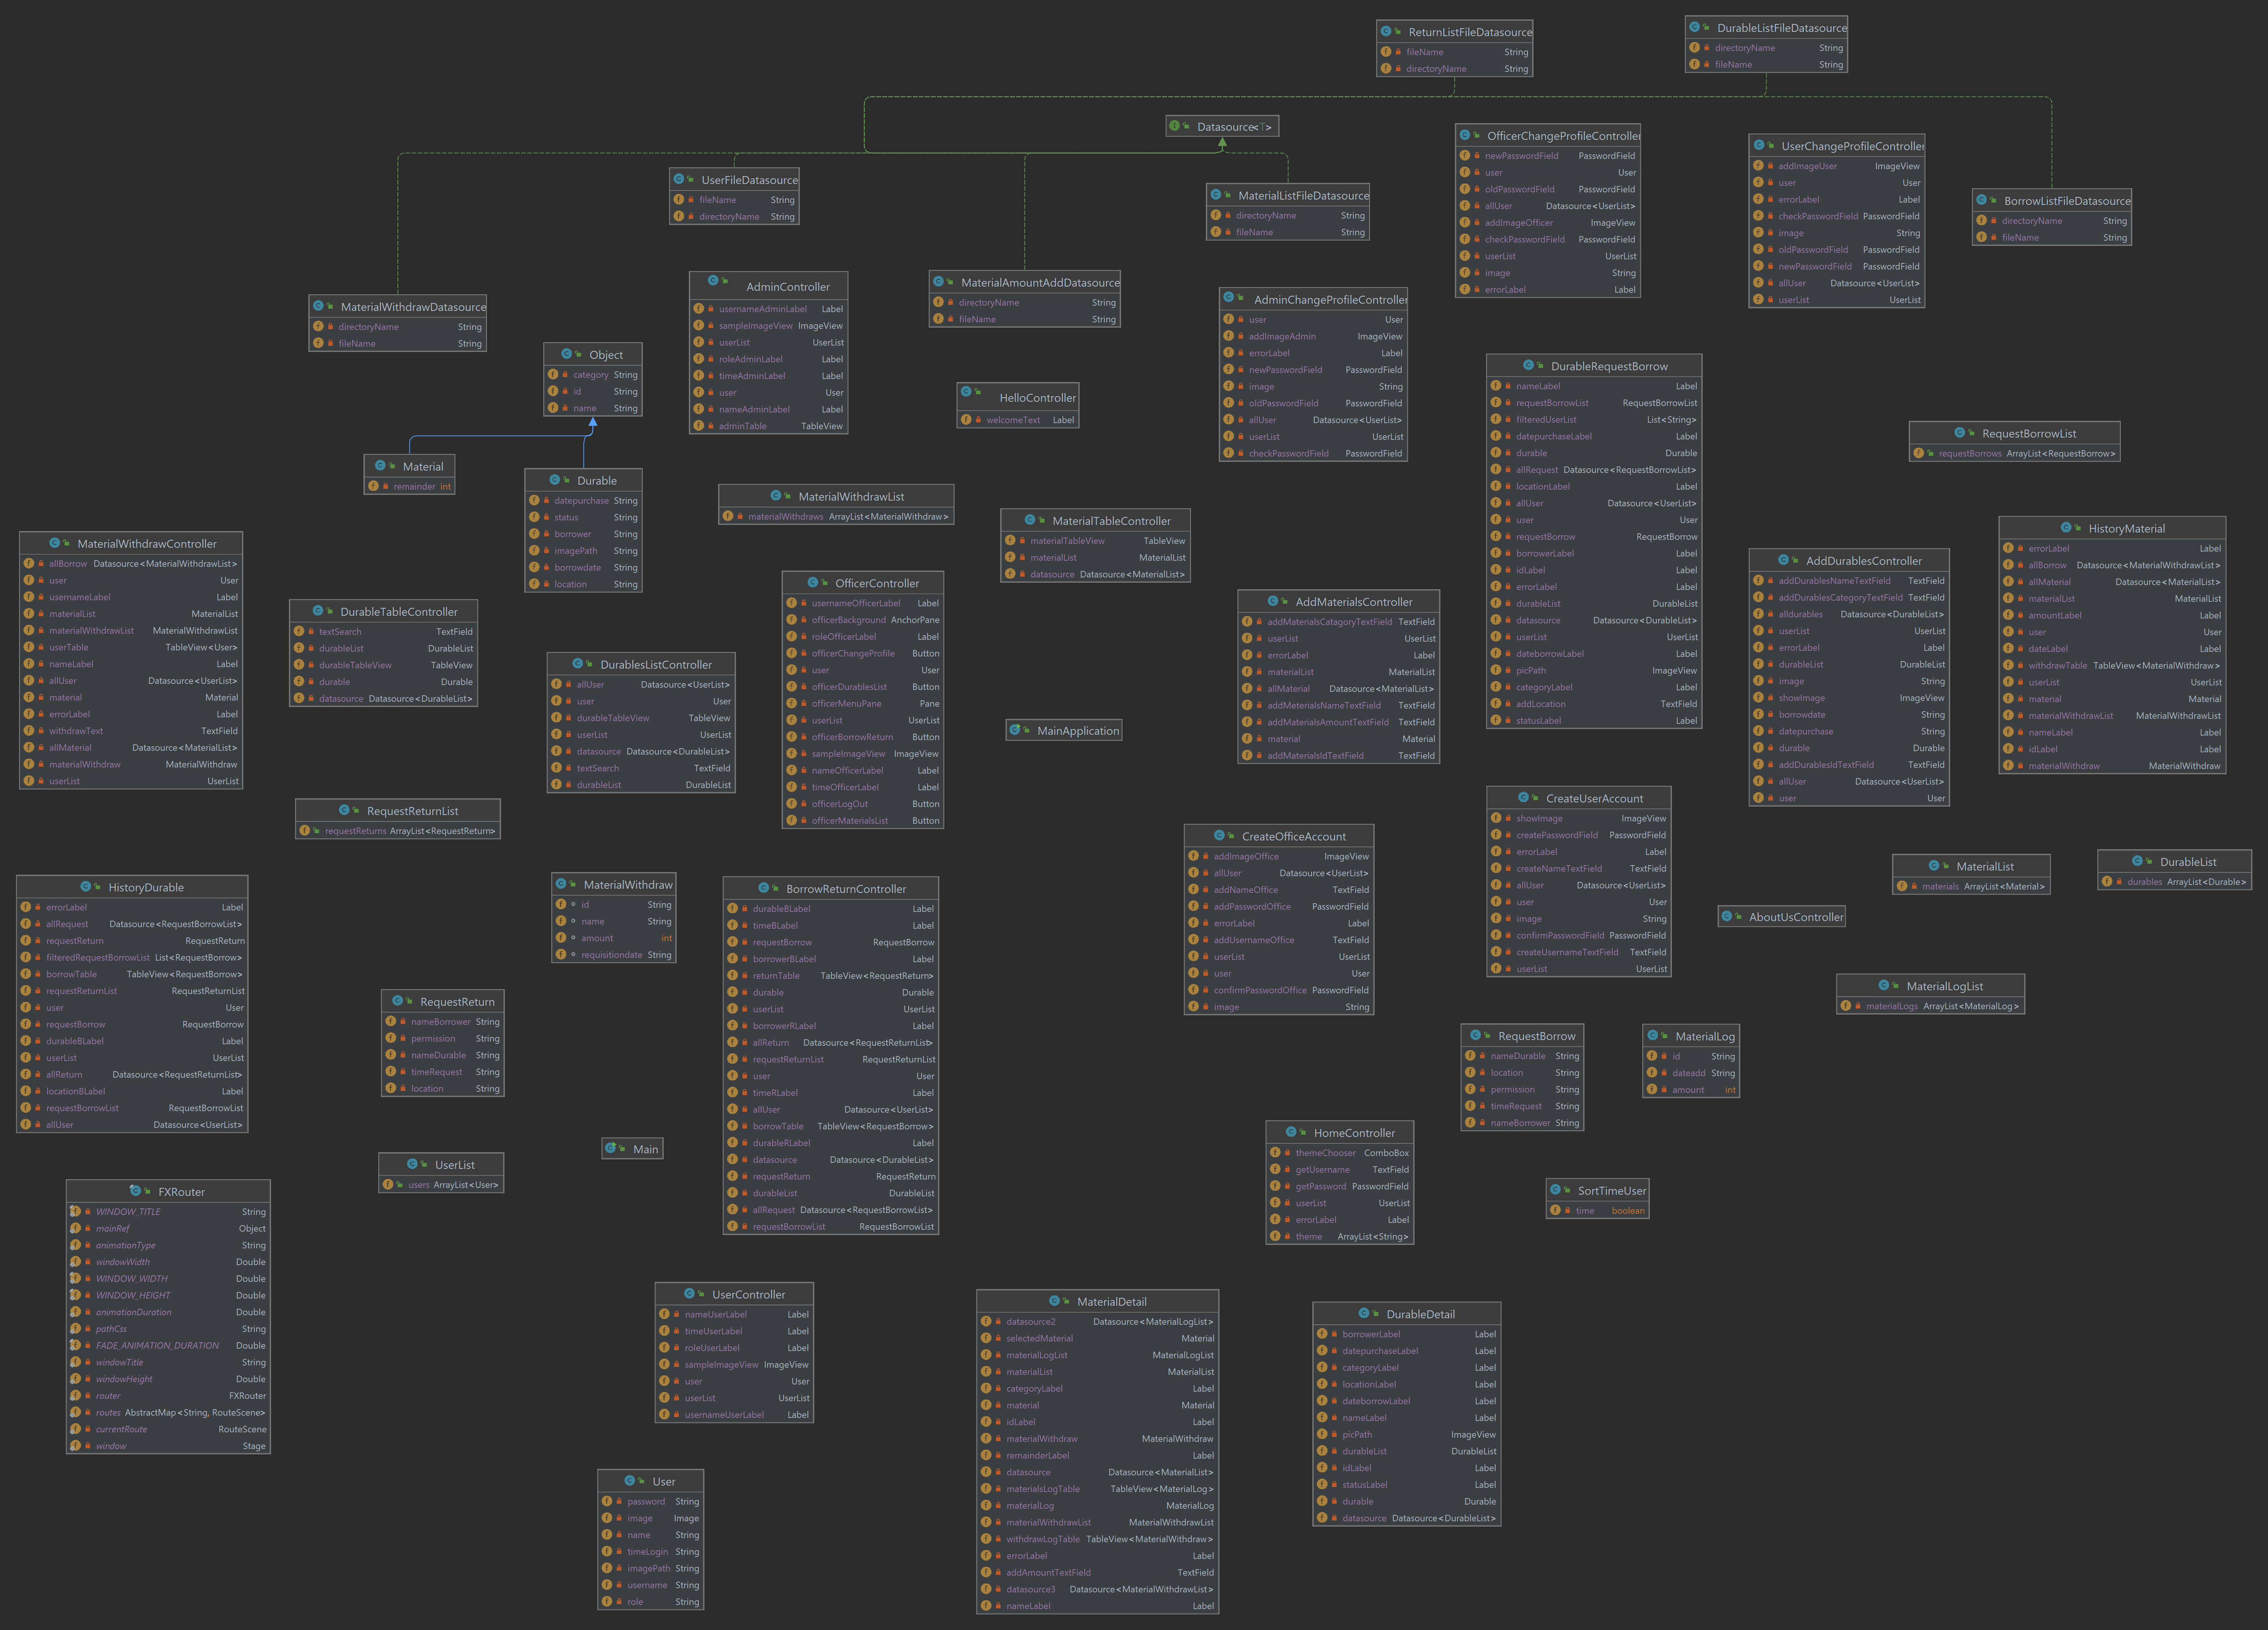 ReturnListFileDatasource
fileName String
directoryName String
DurableListFileDatasource
directoryName String
fileName String
Datasource<T>
OfficerChangeProfileController
newPasswordField PasswordField
user User
oldPasswordField PasswordField
allUser Datasource<UserList>
addImageOfficer ImageView
checkPasswordField PasswordField
userList UserList
image String
errorLabel Label
UserChangeProfileController
addImageUser ImageView
user User
errorLabel Label
checkPasswordField PasswordField
image String
oldPasswordField PasswordField
newPasswordField PasswordField
allUser Datasource<UserList>
userList UserList
UserFileDatasource
fileName String
directoryName String
MaterialListFileDatasource
directoryName String
fileName String
BorrowListFileDatasource
directoryName String
fileName String
MaterialWithdrawDatasource
directoryName String
fileName String
AdminController
usernameAdminLabel Label
sampleImageView ImageView
userList UserList
roleAdminLabel Label
timeAdminLabel Label
user User
nameAdminLabel Label
adminTable TableView
MaterialAmountAddDatasource
directoryName String
fileName String
AdminChangeProfileController
user User
addImageAdmin ImageView
errorLabel Label
newPasswordField PasswordField
image String
oldPasswordField PasswordField
allUser Datasource<UserList>
userList UserList
checkPasswordField PasswordField
Object
category String
id String
name String
HelloController
welcomeText Label
DurableRequestBorrow
nameLabel Label
requestBorrowList RequestBorrowList
filteredUserList List<String>
datepurchaseLabel Label
durable Durable
allRequest Datasource<RequestBorrowList>
locationLabel Label
allUser Datasource<UserList>
user User
requestBorrow RequestBorrow
borrowerLabel Label
idLabel Label
errorLabel Label
durableList DurableList
datasource Datasource<DurableList>
userList UserList
dateborrowLabel Label
picPath ImageView
categoryLabel Label
addLocation TextField
statusLabel Label
RequestBorrowList
requestBorrows ArrayList<RequestBorrow>
Material
remainder int
Durable
datepurchase String
status String
borrower String
imagePath String
borrowdate String
location String
MaterialWithdrawList
materialWithdraws ArrayList<MaterialWithdraw>
MaterialTableController
materialTableView TableView
materialList MaterialList
datasource Datasource<MaterialList>
HistoryMaterial
errorLabel Label
allBorrow Datasource<MaterialWithdrawList>
allMaterial Datasource<MaterialList>
materialList MaterialList
amountLabel Label
user User
dateLabel Label
withdrawTable TableView<MaterialWithdraw>
userList UserList
material Material
materialWithdrawList MaterialWithdrawList
nameLabel Label
idLabel Label
materialWithdraw MaterialWithdraw
MaterialWithdrawController
allBorrow Datasource<MaterialWithdrawList>
user User
usernameLabel Label
materialList MaterialList
materialWithdrawList MaterialWithdrawList
userTable TableView<User>
nameLabel Label
allUser Datasource<UserList>
material Material
errorLabel Label
withdrawText TextField
allMaterial Datasource<MaterialList>
materialWithdraw MaterialWithdraw
userList UserList
AddDurablesController
addDurablesNameTextField TextField
addDurablesCategoryTextField TextField
alldurables Datasource<DurableList>
userList UserList
errorLabel Label
durableList DurableList
image String
showImage ImageView
borrowdate String
datepurchase String
durable Durable
addDurablesIdTextField TextField
allUser Datasource<UserList>
user User
OfficerController
usernameOfficerLabel Label
officerBackground AnchorPane
roleOfficerLabel Label
officerChangeProfile Button
user User
officerDurablesList Button
officerMenuPane Pane
userList UserList
officerBorrowReturn Button
sampleImageView ImageView
nameOfficerLabel Label
timeOfficerLabel Label
officerLogOut Button
officerMaterialsList Button
AddMaterialsController
addMaterialsCatagoryTextField TextField
userList UserList
errorLabel Label
materialList MaterialList
allMaterial Datasource<MaterialList>
addMeterialsNameTextField TextField
addMaterialsAmountTextField TextField
material Material
addMaterialsIdTextField TextField
DurableTableController
textSearch TextField
durableList DurableList
durableTableView TableView
durable Durable
datasource Datasource<DurableList>
DurablesListController
allUser Datasource<UserList>
user User
durableTableView TableView
userList UserList
datasource Datasource<DurableList>
textSearch TextField
durableList DurableList
MainApplication
RequestReturnList
requestReturns ArrayList<RequestReturn>
CreateUserAccount
showImage ImageView
createPasswordField PasswordField
errorLabel Label
createNameTextField TextField
allUser Datasource<UserList>
user User
image String
confirmPasswordField PasswordField
createUsernameTextField TextField
userList UserList
CreateOfficeAccount
addImageOffice ImageView
allUser Datasource<UserList>
addNameOffice TextField
addPasswordOffice PasswordField
errorLabel Label
addUsernameOffice TextField
userList UserList
user User
confirmPasswordOffice PasswordField
image String
MaterialList
materials ArrayList<Material>
DurableList
durables ArrayList<Durable>
AboutUsController
HistoryDurable
errorLabel Label
allRequest Datasource<RequestBorrowList>
requestReturn RequestReturn
filteredRequestBorrowList List<RequestBorrow>
borrowTable TableView<RequestBorrow>
requestReturnList RequestReturnList
user User
requestBorrow RequestBorrow
durableBLabel Label
userList UserList
allReturn Datasource<RequestReturnList>
locationBLabel Label
requestBorrowList RequestBorrowList
allUser Datasource<UserList>
MaterialWithdraw
id String
name String
amount int
requisitiondate String
BorrowReturnController
durableBLabel Label
timeBLabel Label
requestBorrow RequestBorrow
borrowerBLabel Label
returnTable TableView<RequestReturn>
durable Durable
userList UserList
borrowerRLabel Label
allReturn Datasource<RequestReturnList>
requestReturnList RequestReturnList
user User
timeRLabel Label
allUser Datasource<UserList>
borrowTable TableView<RequestBorrow>
durableRLabel Label
datasource Datasource<DurableList>
requestReturn RequestReturn
durableList DurableList
allRequest Datasource<RequestBorrowList>
requestBorrowList RequestBorrowList
MaterialLogList
materialLogs ArrayList<MaterialLog>
RequestReturn
nameBorrower String
permission String
nameDurable String
timeRequest String
location String
RequestBorrow
nameDurable String
location String
permission String
timeRequest String
nameBorrower String
MaterialLog
id String
dateadd String
amount int
HomeController
themeChooser ComboBox
getUsername TextField
getPassword PasswordField
userList UserList
errorLabel Label
theme ArrayList<String>
Main
UserList
users ArrayList<User>
SortTimeUser
time boolean
FXRouter
WINDOW_TITLE String
mainRef Object
animationType String
windowWidth Double
WINDOW_WIDTH Double
WINDOW_HEIGHT Double
animationDuration Double
pathCss String
FADE_ANIMATION_DURATION Double
windowTitle String
windowHeight Double
router FXRouter
routes AbstractMap<String, RouteScene>
currentRoute RouteScene
window Stage
UserController
nameUserLabel Label
timeUserLabel Label
roleUserLabel Label
sampleImageView ImageView
user User
userList UserList
usernameUserLabel Label
MaterialDetail
datasource2 Datasource<MaterialLogList>
selectedMaterial Material
materialLogList MaterialLogList
materialList MaterialList
categoryLabel Label
material Material
idLabel Label
materialWithdraw MaterialWithdraw
remainderLabel Label
datasource Datasource<MaterialList>
materialsLogTable TableView<MaterialLog>
materialLog MaterialLog
materialWithdrawList MaterialWithdrawList
withdrawLogTable TableView<MaterialWithdraw>
errorLabel Label
addAmountTextField TextField
datasource3 Datasource<MaterialWithdrawList>
nameLabel Label
DurableDetail
borrowerLabel Label
datepurchaseLabel Label
categoryLabel Label
locationLabel Label
dateborrowLabel Label
nameLabel Label
picPath ImageView
durableList DurableList
idLabel Label
statusLabel Label
durable Durable
datasource Datasource<DurableList>
User
password String
image Image
name String
timeLogin String
imagePath String
username String
role String